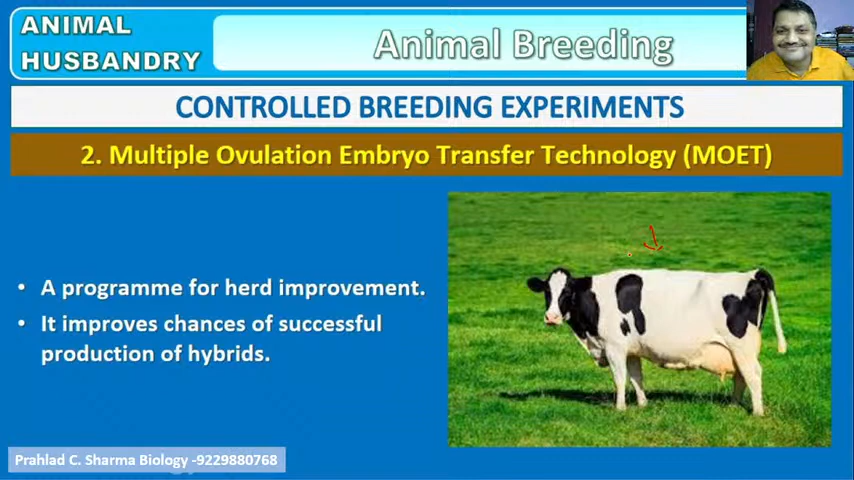 ANIMAL
HUSBANDRY
Animal Breeding
CONTROLLED BREEDING EXPERIMENTS
2. Multiple Ovulation Embryo Transfer Technology (MOET)
• A programme for herd improvement.
• It improves chances of successful
production of hybrids.
Prahlad C. Sharma Biology -9229880768